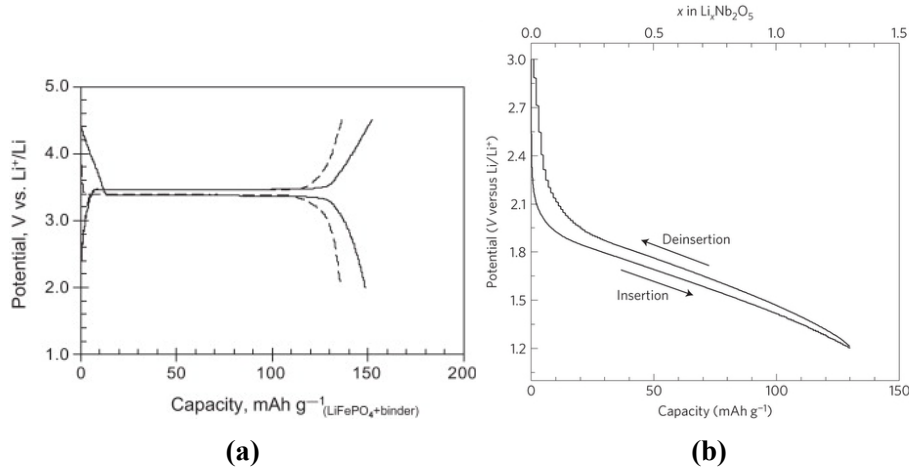 x in LiₓNb₂O₅
0.0 0.5 1.0 1.5
5.0
4.0
3.0
2.0
1.0
Potential, V vs. Li⁺/Li
0 50 100 150 200
Capacity, mAh g⁻¹(LiFePO₄+binder)
(a)
3.0
2.7
2.4
2.1
1.8
1.5
1.2
Potential (V versus Li/Li⁺)
Deinsertion
Insertion
0 50 100 150
Capacity (mAh g⁻¹)
(b)